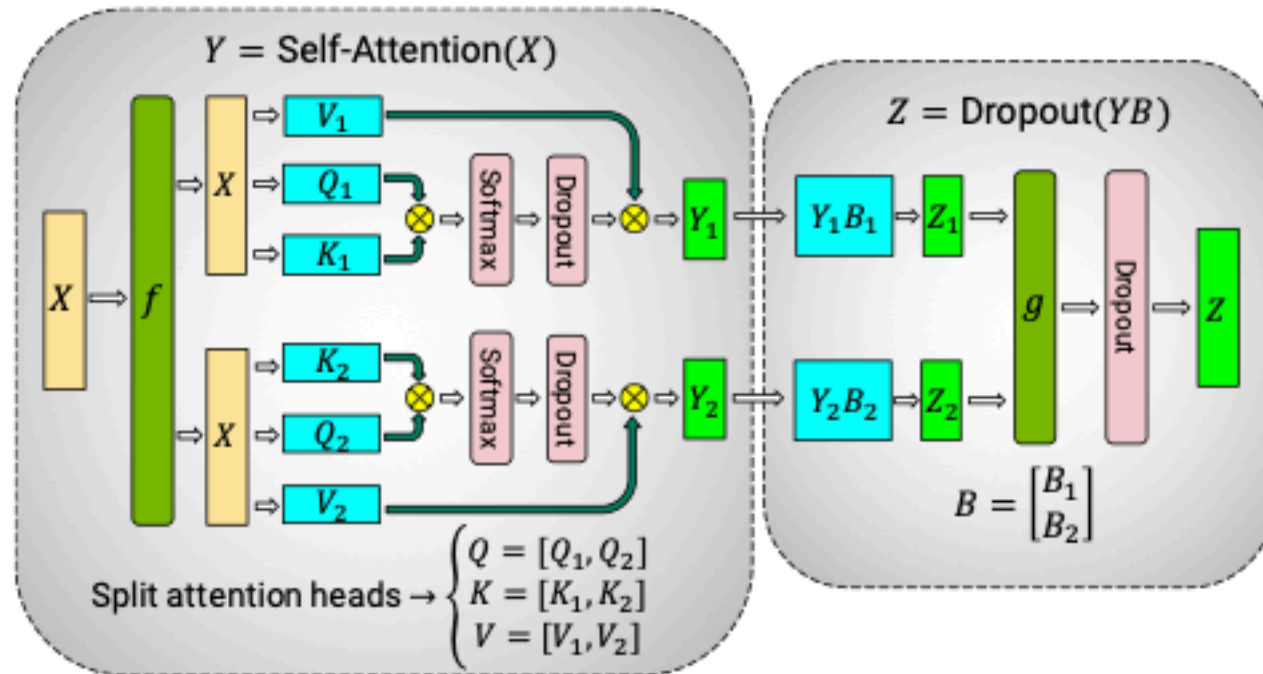 Y = Self-Attention(X)
Z = Dropout(YB)
X
f
X
V₁
Q₁
K₁
Softmax
Dropout
Y₁
Y₁B₁
Z₁
X
K₂
Q₂
V₂
Softmax
Dropout
Y₂
Y₂B₂
Z₂
g
Dropout
Z
B = [B₁
B₂]
Split attention heads → { Q = [Q₁, Q₂]
K = [K₁, K₂]
V = [V₁, V₂]